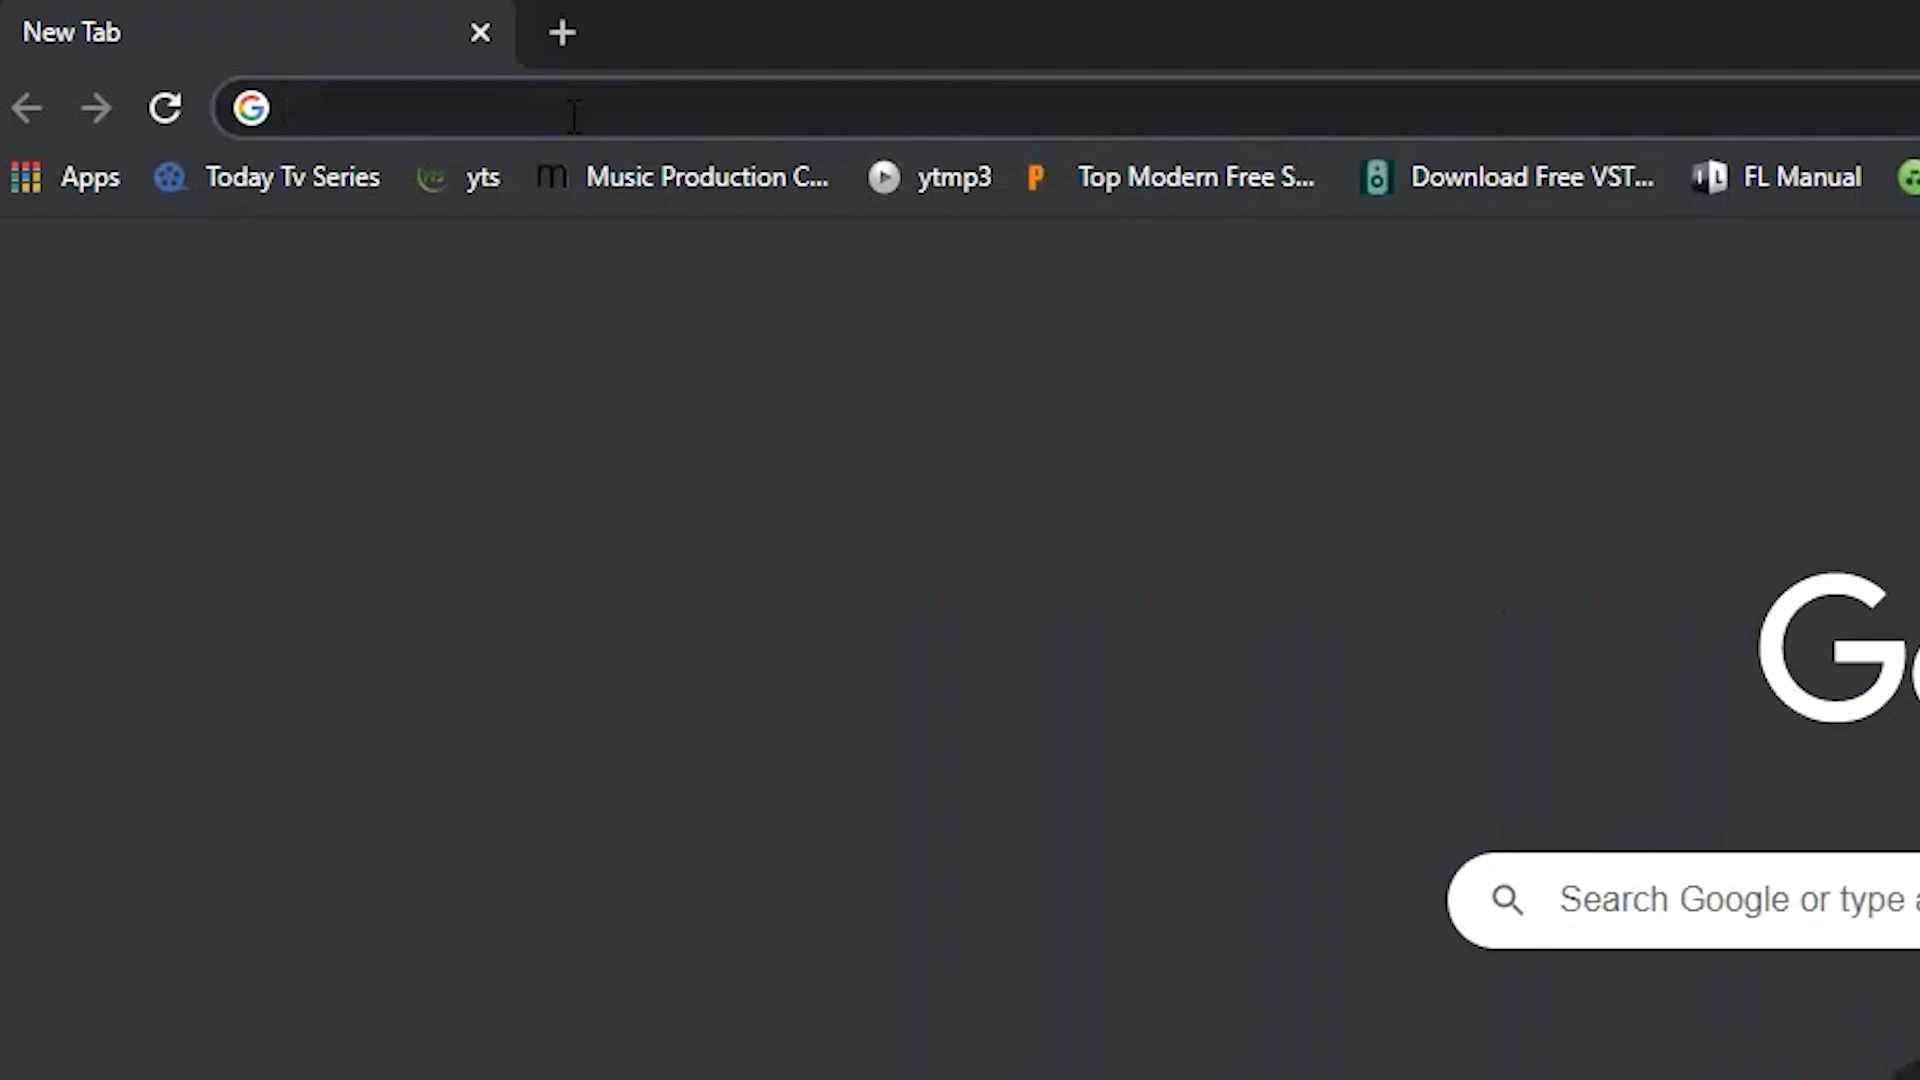 New Tab
Apps Today Tv Series yts Music Production C... ytmp3 Top Modern Free S... Download Free VST... FL Manual
G
Search Google or type